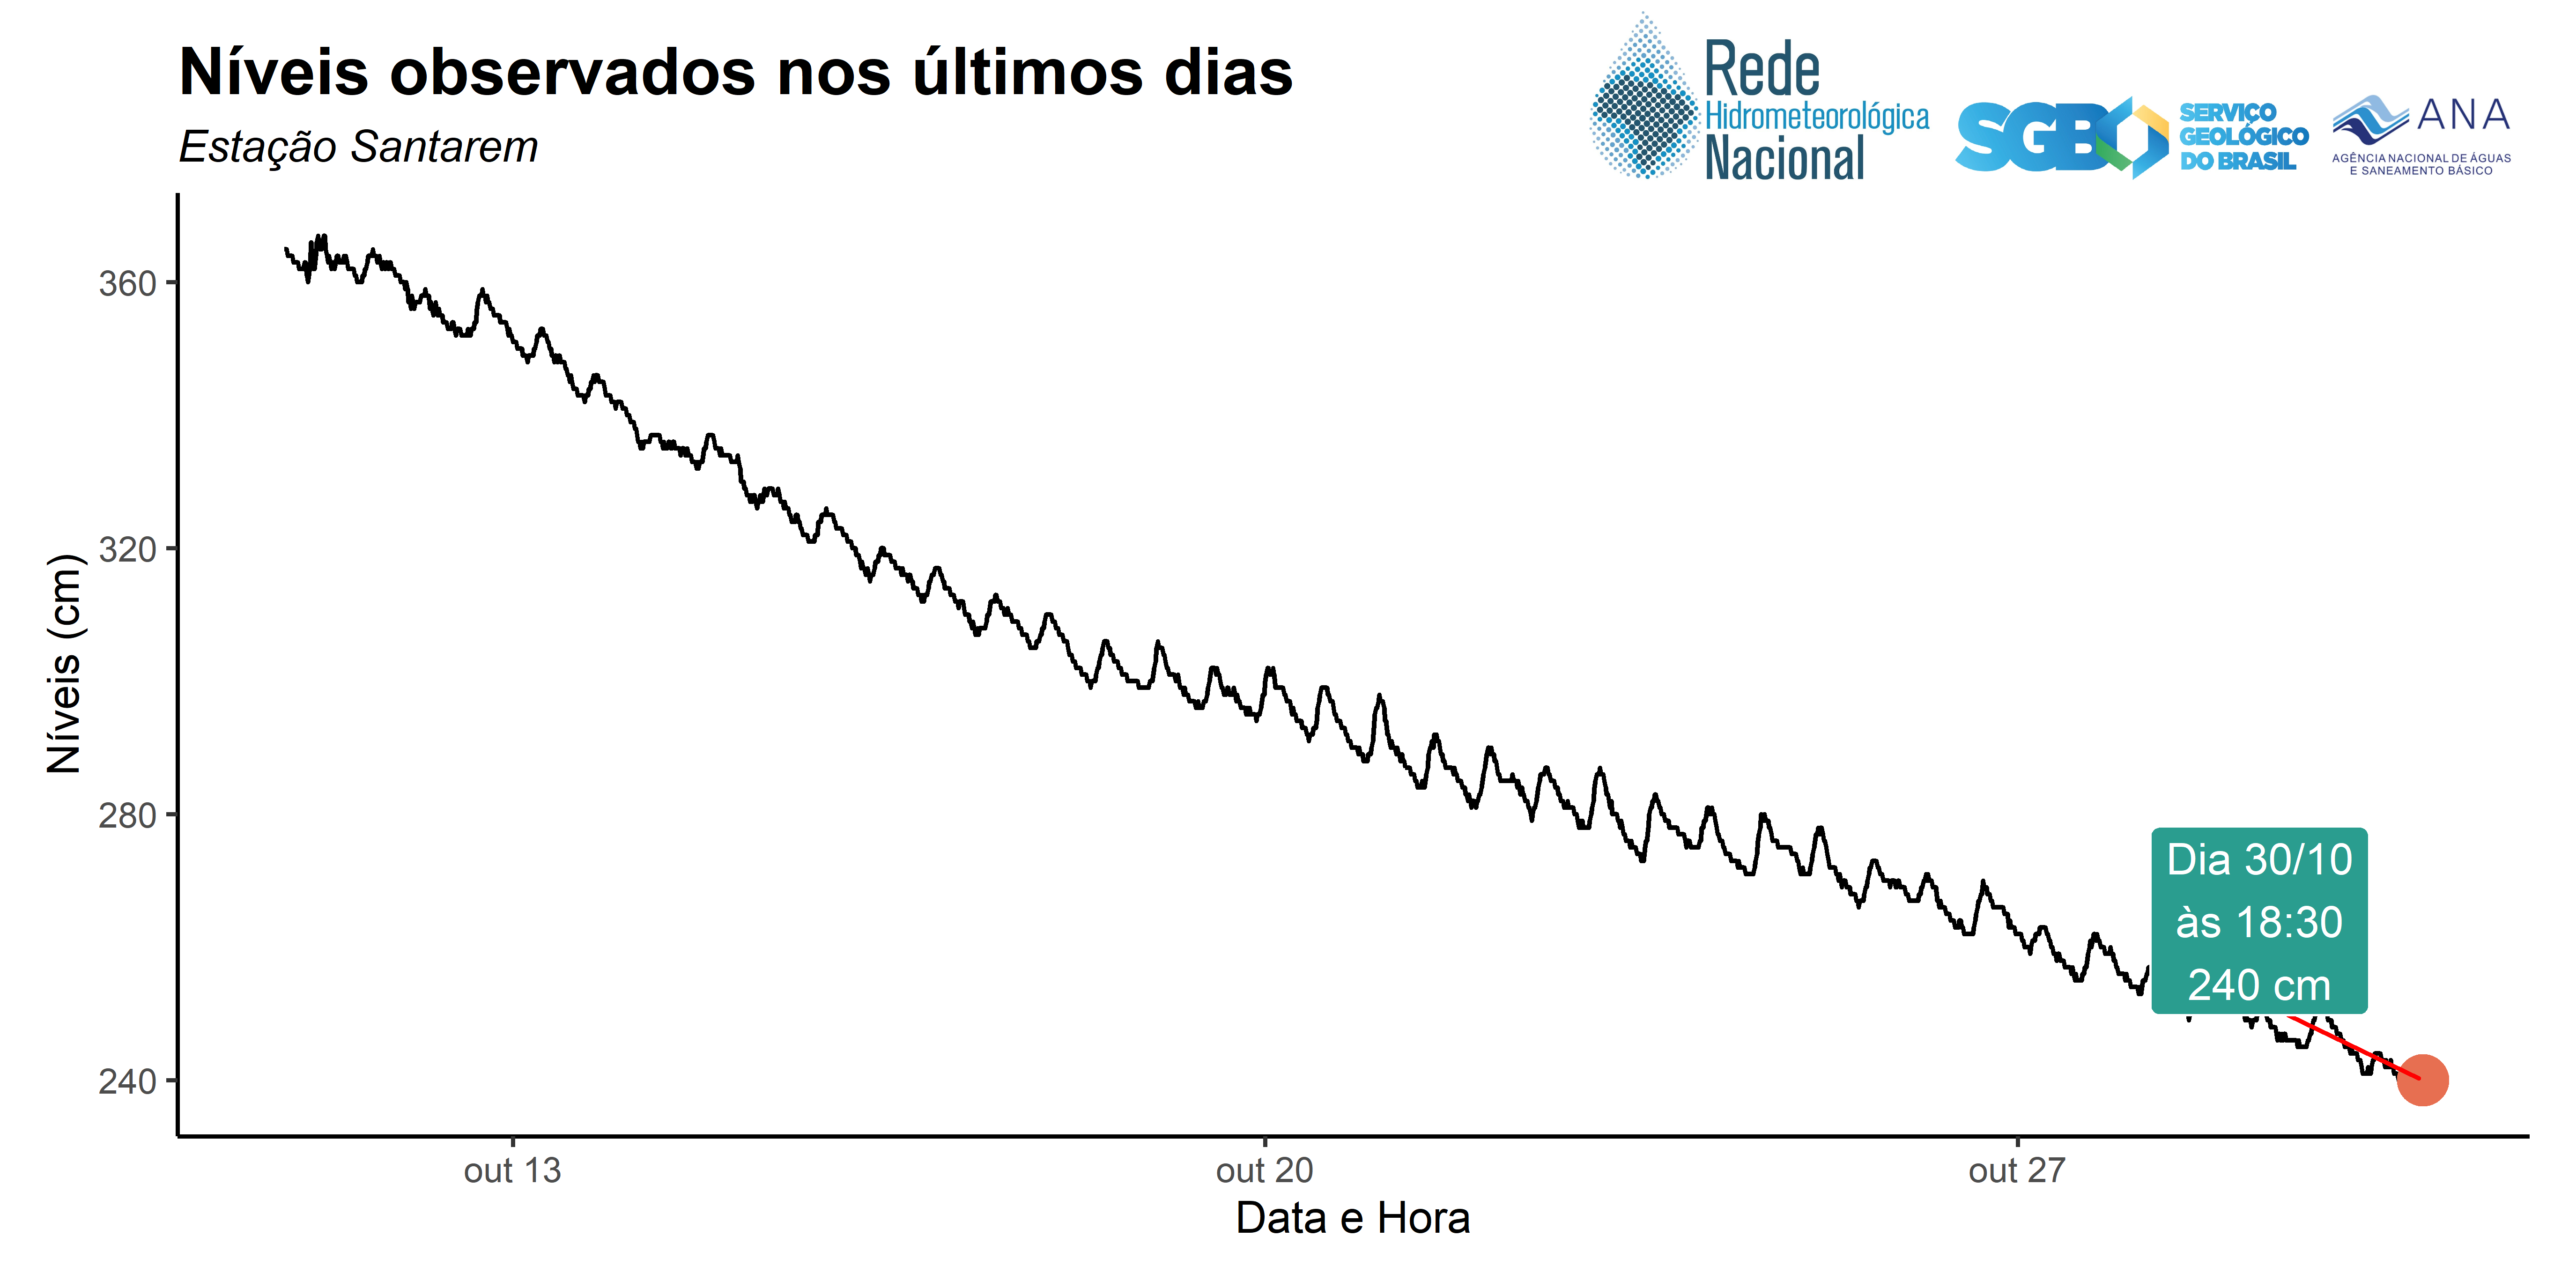 Níveis observados nos últimos dias
Estação Santarem
Rede
Hidrometeorológica
Nacional
SGB
SERVIÇO
GEOLÓGICO
DO BRASIL
ANA
AGÊNCIA NACIONAL DE ÁGUAS
E SANEAMENTO BÁSICO
Níveis (cm)
360
320
280
240
Dia 30/10
às 18:30
240 cm
out 13
out 20
out 27
Data e Hora